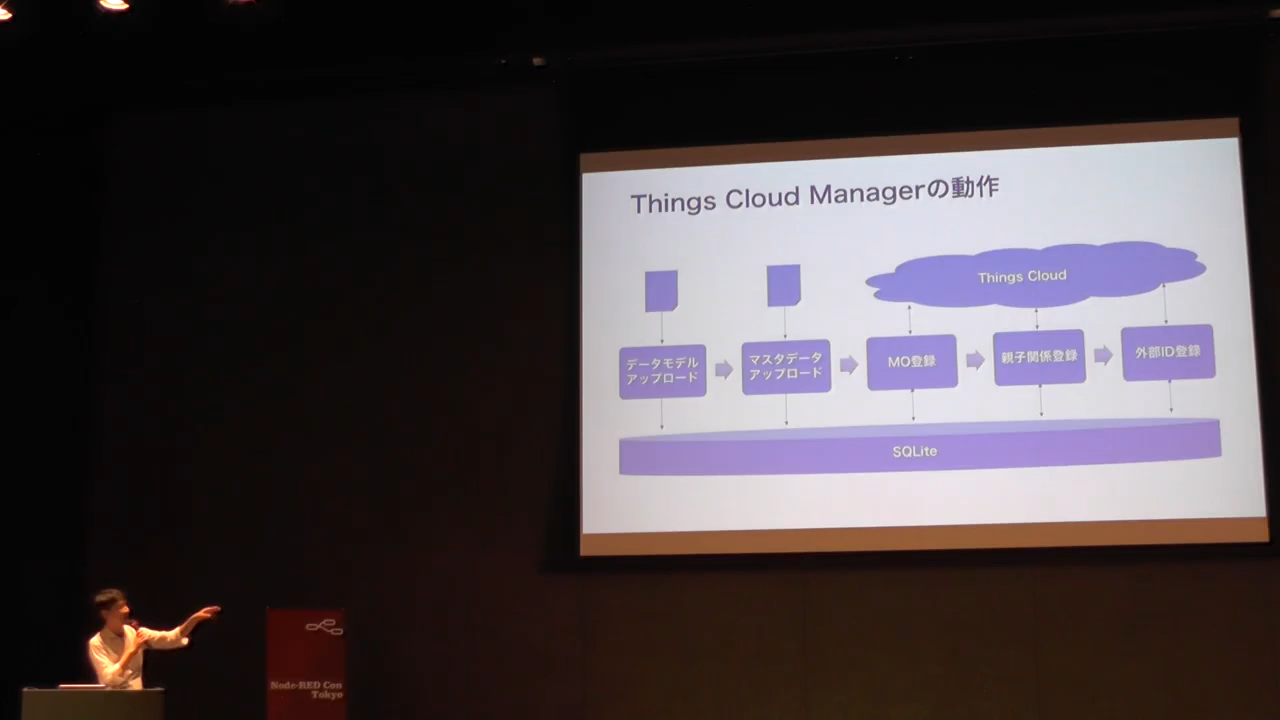 Things Cloud Managerの動作
Things Cloud
データモデル
アップロード
マスタデータ
アップロード
MO登録
親子関係登録
外部ID登録
SQLite
Node-RED Con
Tokyo